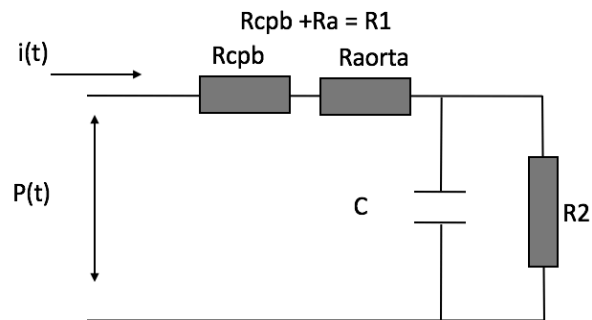 Rcpb +Ra = R1
i(t)
Rcpb
Raorta
P(t)
C
R2